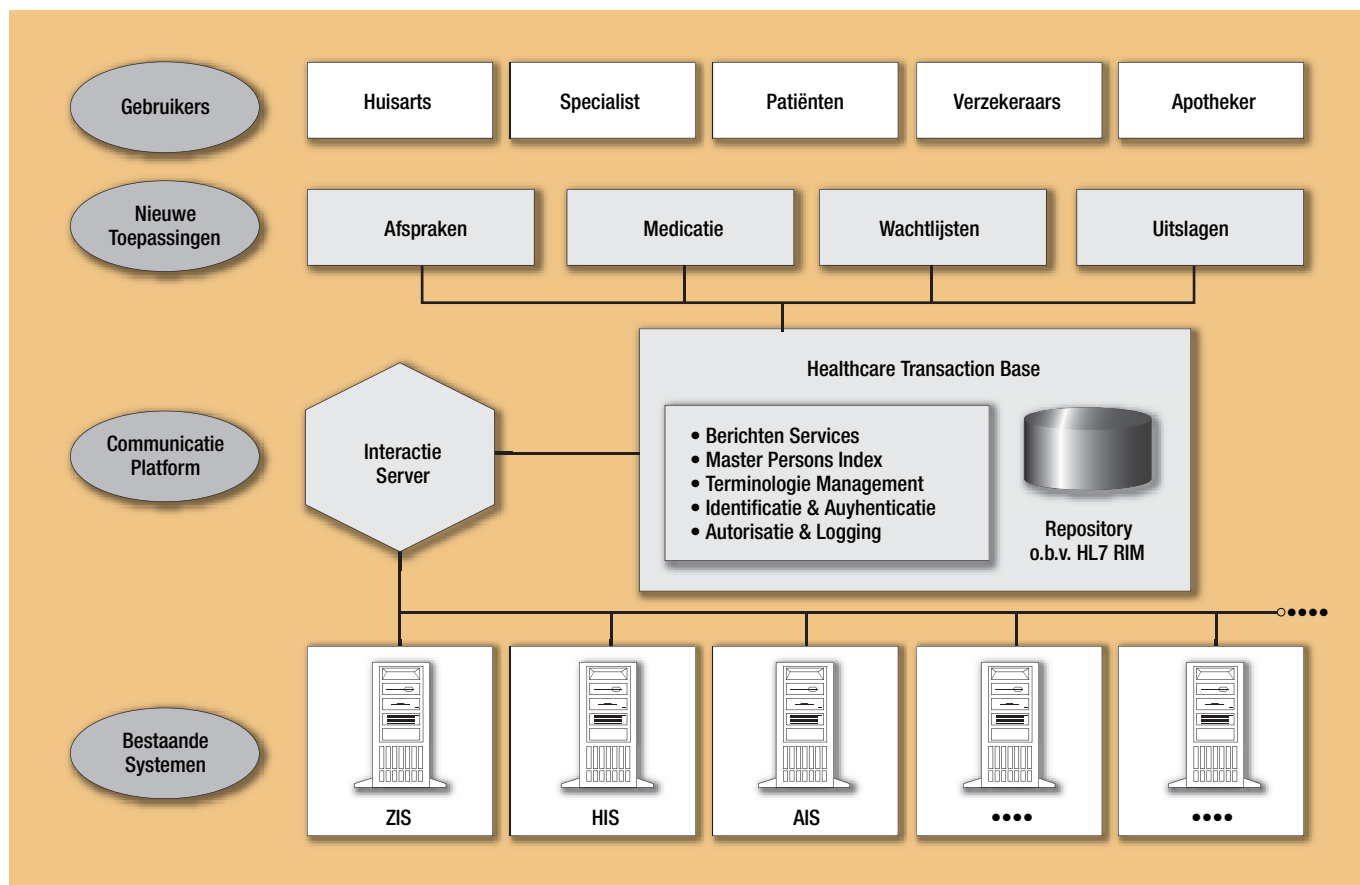 Gebruikers
Huisarts
Specialist
Patiënten
Verzekeraars
Apotheker
Nieuwe
Toepassingen
Afspraken
Medicatie
Wachtlijsten
Uitslagen
Communicatie
Platform
Interactie
Server
Healthcare Transaction Base
• Berichten Services
• Master Persons Index
• Terminologie Management
• Identificatie & Auyhenticatie
• Autorisatie & Logging
Repository
o.b.v. HL7 RIM
Bestaande
Systemen
ZIS
HIS
AIS
••••
••••